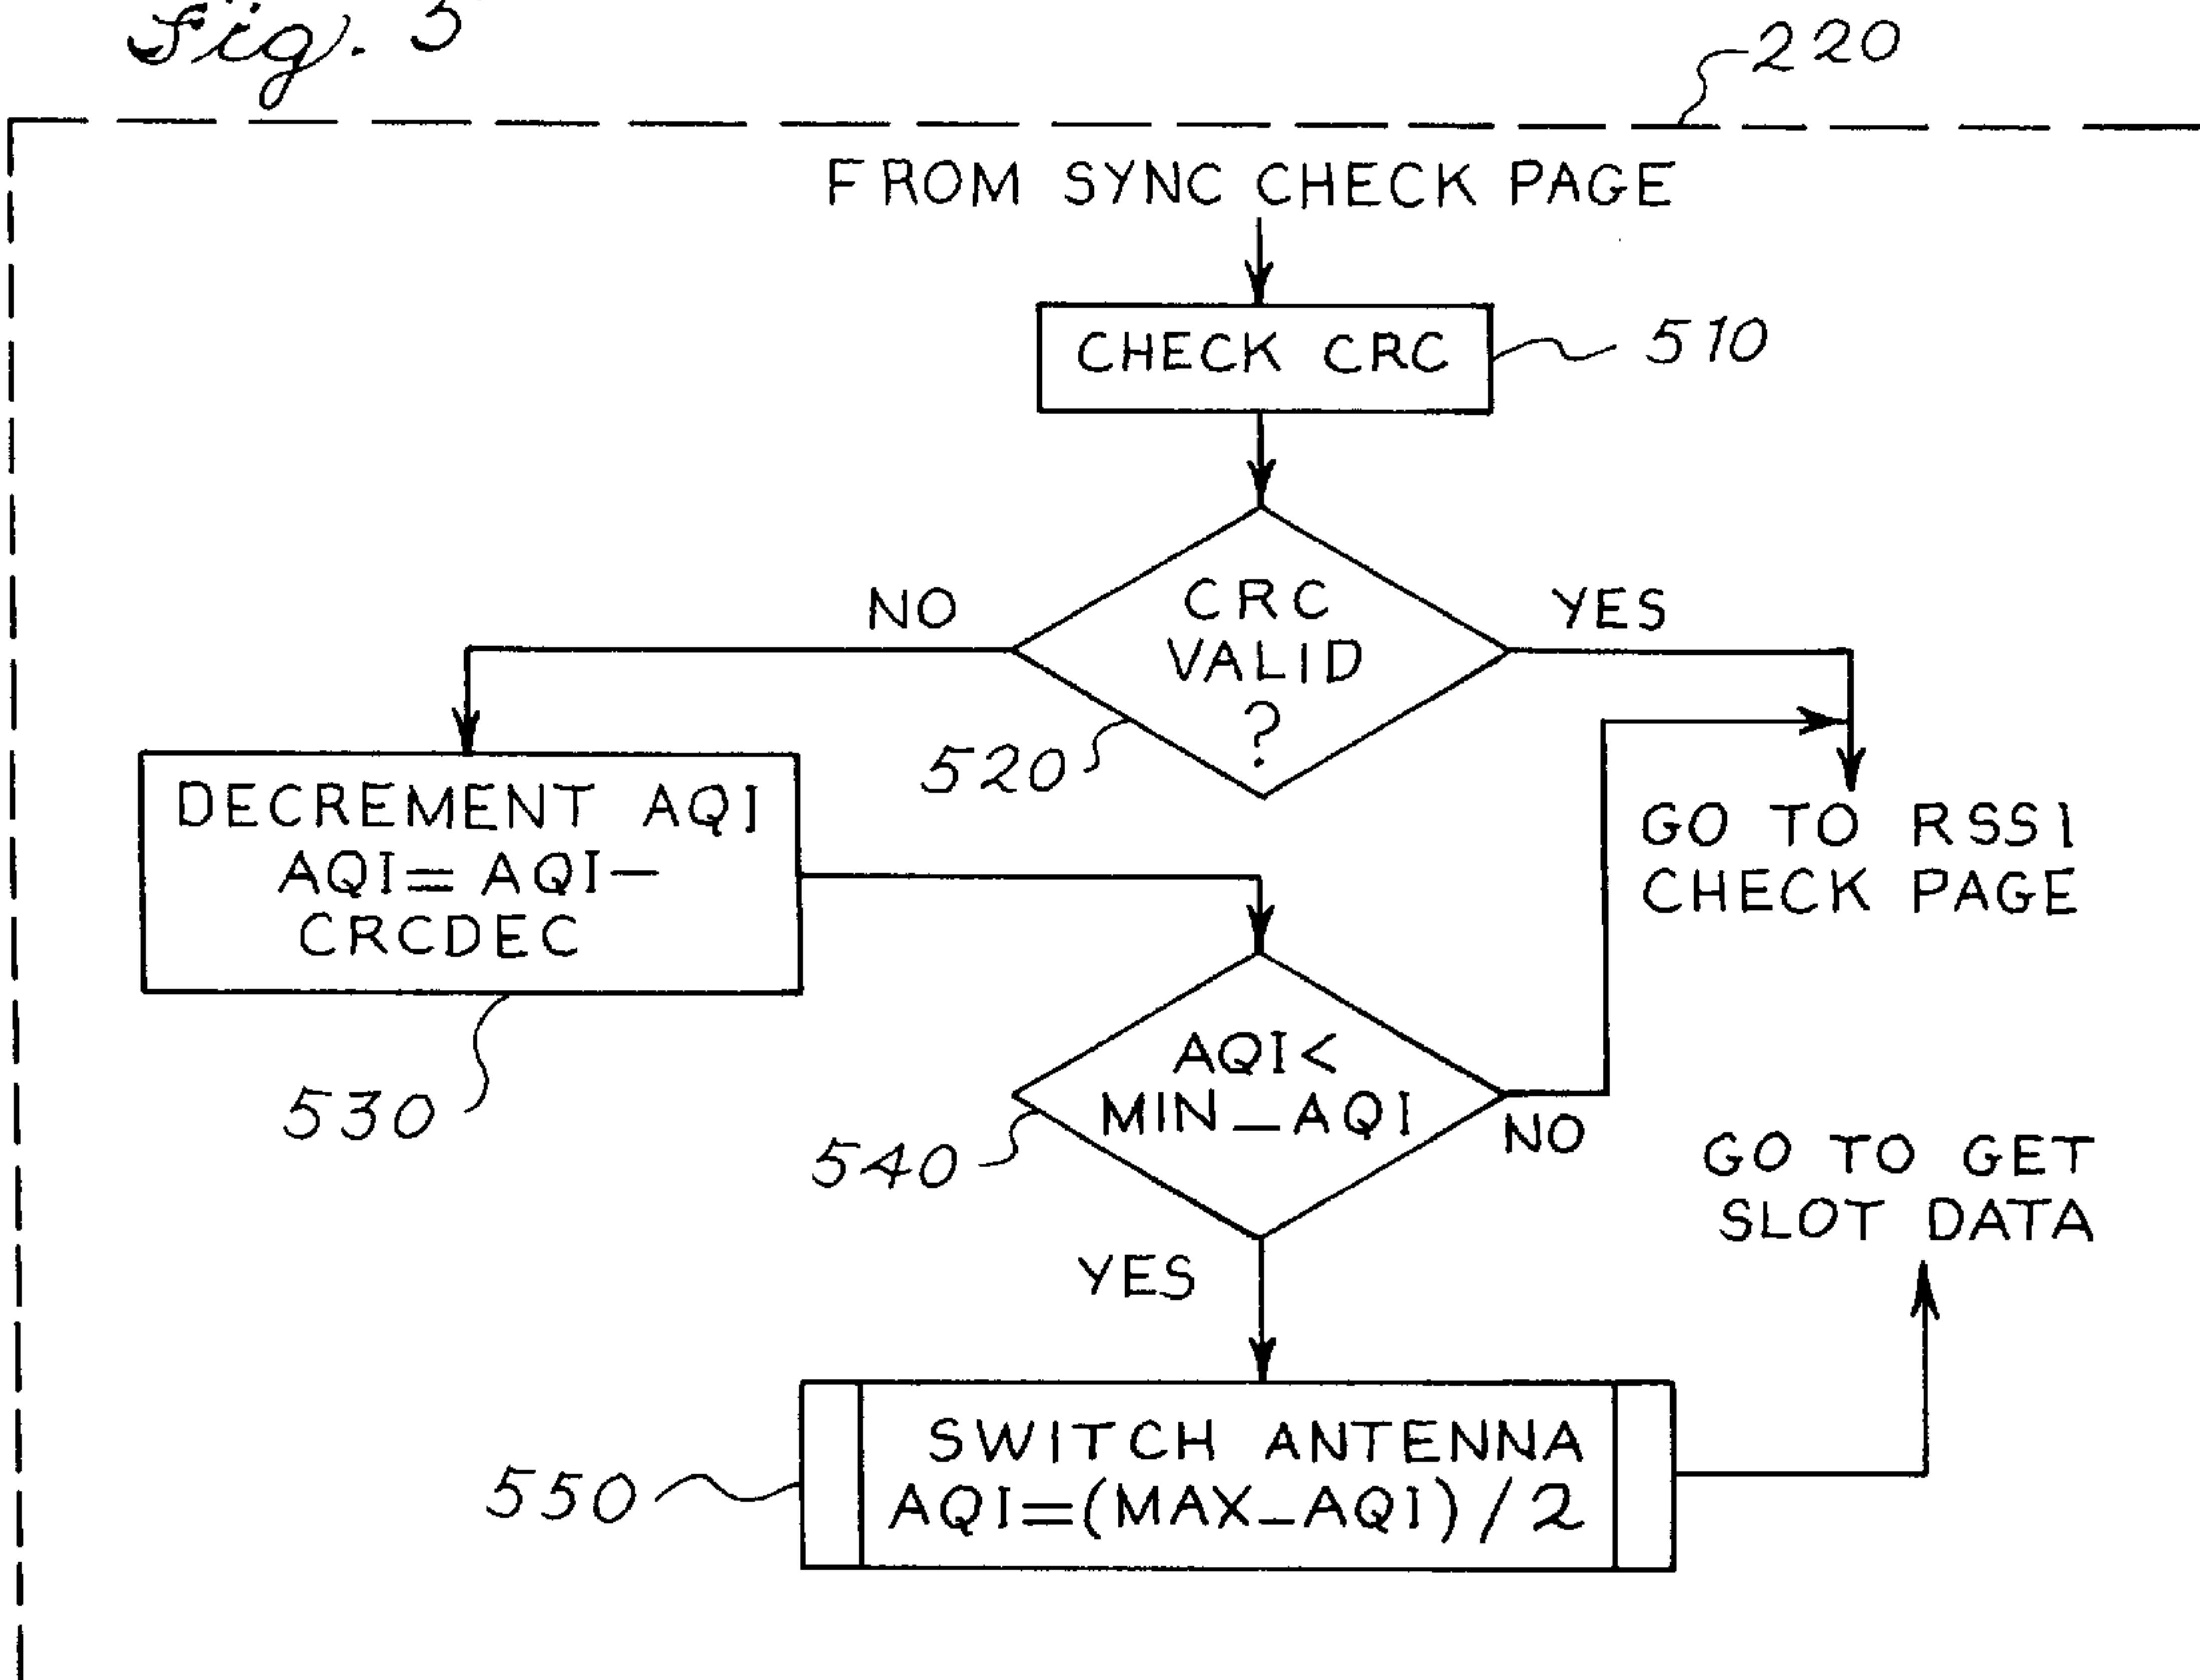 Fig. 5
220
FROM SYNC CHECK PAGE
CHECK CRC
510
NO
CRC
VALID
?
YES
520
DECREMENT AQI
AQI=AQI–
CRCDEC
530
GO TO RSSI
CHECK PAGE
AQI<
MIN_AQI
540
NO
YES
GO TO GET
SLOT DATA
SWITCH ANTENNA
AQI=(MAX_AQI)/2
550